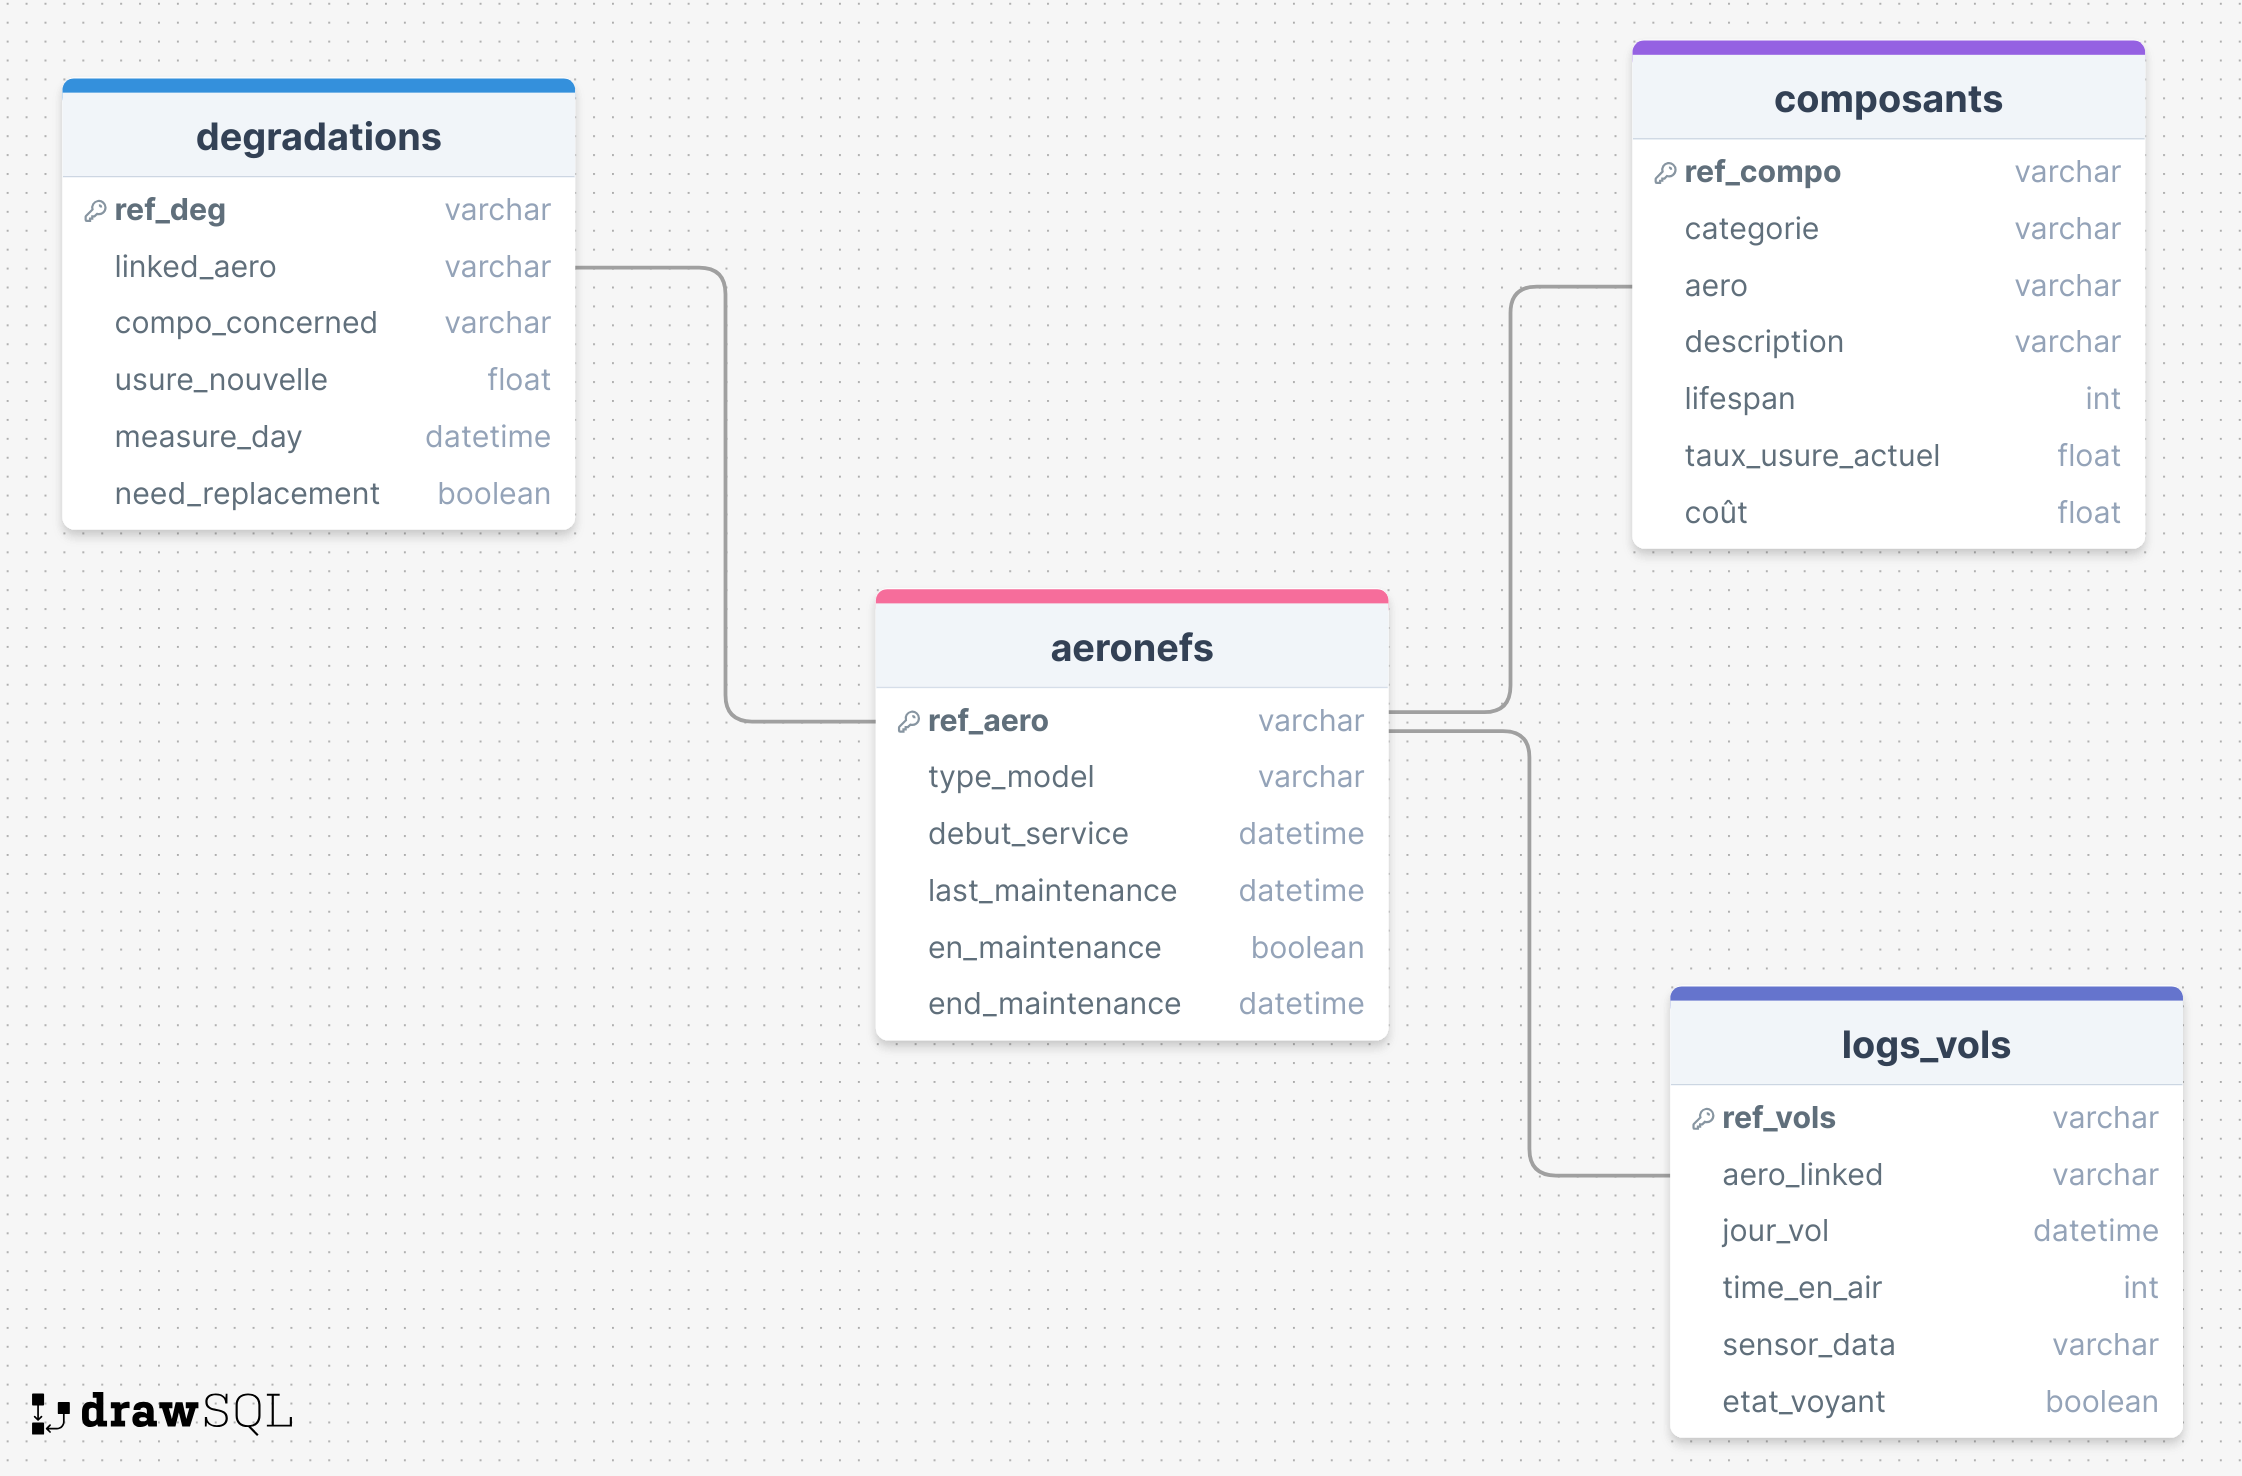 degradations
ref_deg varchar
linked_aero varchar
compo_concerned varchar
usure_nouvelle float
measure_day datetime
need_replacement boolean
composants
ref_compo varchar
categorie varchar
aero varchar
description varchar
lifespan int
taux_usure_actuel float
coût float
aeronefs
ref_aero varchar
type_model varchar
debut_service datetime
last_maintenance datetime
en_maintenance boolean
end_maintenance datetime
logs_vols
ref_vols varchar
aero_linked varchar
jour_vol datetime
time_en_air int
sensor_data varchar
etat_voyant boolean
drawSQL